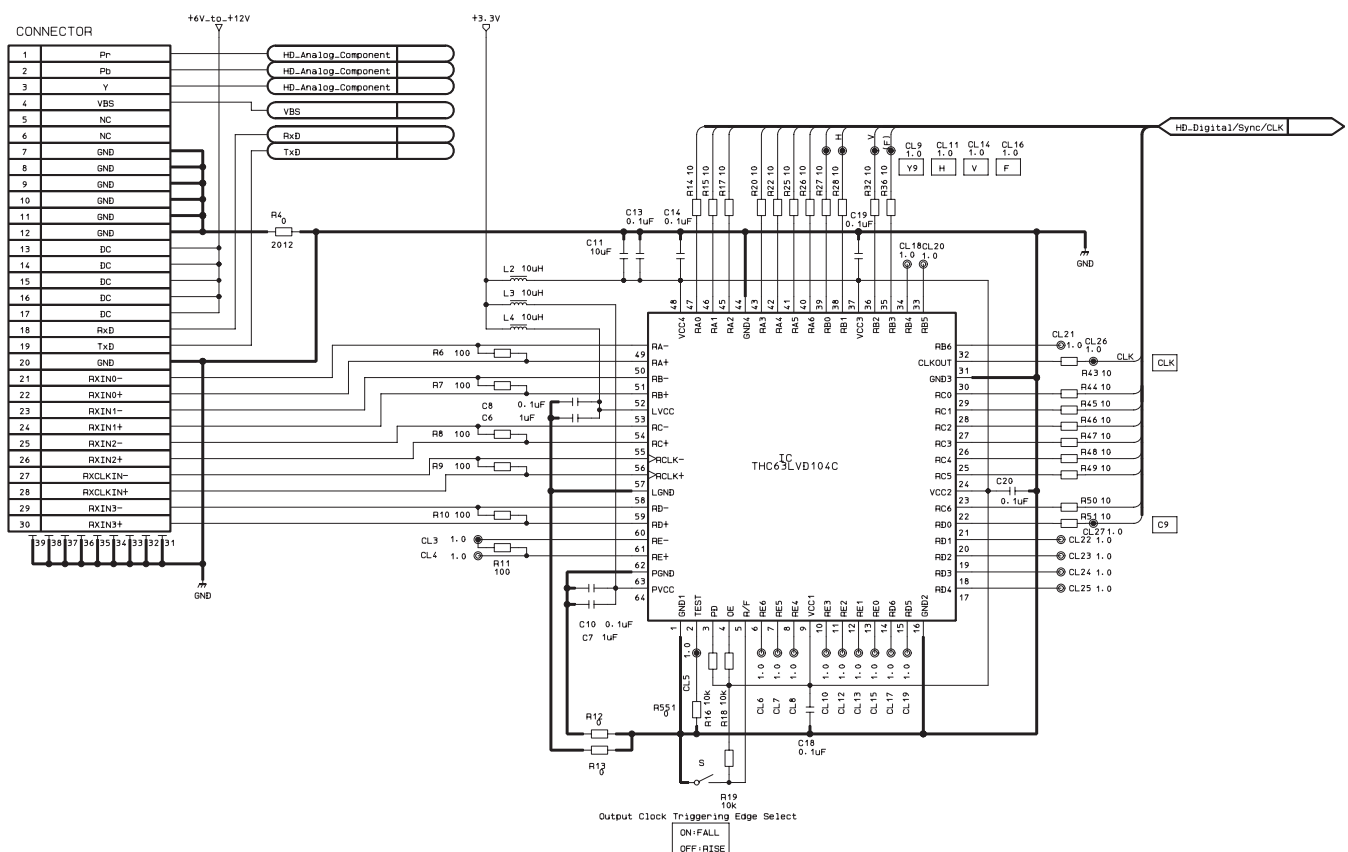 +6V_to_+12V
+3.3V
CONNECTOR
1 Pr
2 Pb
3 Y
4 VBS
5 NC
6 NC
7 GND
8 GND
9 GND
10 GND
11 GND
12 GND
13 DC
14 DC
15 DC
16 DC
17 DC
18 RxD
19 TxD
20 GND
21 RXIN0-
22 RXIN0+
23 RXIN1-
24 RXIN1+
25 RXIN2-
26 RXIN2+
27 RXCLKIN-
28 RXCLKIN+
29 RXIN3-
30 RXIN3+
39 38 37 36 35 34 33 32 31
GND
HD_Analog_Component
HD_Analog_Component
HD_Analog_Component
VBS
RxD
TxD
R4
0
2012
C11
10uF
C13
0.1uF
C14
0.1uF
C19
0.1uF
L2 10uH
L3 10uH
L4 10uH
R14 10
R15 10
R17 10
R20 10
R22 10
R25 10
R26 10
R27 10
R28 10
R32 10
R36 10
H
V
(F)
CL9
1.0
CL11
1.0
CL14
1.0
CL16
1.0
Y9
H
V
F
HD_Digital/Sync/CLK
CL18
1.0
CL20
1.0
GND
48 47 46 45 44 43 42 41 40 39 38 37 36 35 34 33
VCC4 RA0 RA1 RA2 GND4 RA3 RA4 RA5 RA6 RB0 RB1 VCC3 RB2 RB3 RB4 RB5
R6 100
R7 100
R8 100
R9 100
R10 100
R11
100
C8 0.1uF
C6 1uF
CL3 1.0
CL4 1.0
C10 0.1uF
C7 1uF
RA-
49
RA+
50
RB-
51
RB+
52
LVCC
53
RC-
54
RC+
55
RCLK-
56
RCLK+
57
LGND
58
RD-
59
RD+
60
RE-
61
RE+
62
PGND
63
PVCC
64
IC
THC63LVD104C
RB6
32
CLKOUT
31
GND3
30
RC0
29
RC1
28
RC2
27
RC3
26
RC4
25
RC5
24
VCC2
23
RC6
22
RD0
21
RD1
20
RD2
19
RD3
18
RD4
17
CL21
1.0
CL26
1.0
CLK
CLK
R43 10
R44 10
R45 10
R46 10
R47 10
R48 10
R49 10
C20
0.1uF
R50 10
R51 10
CL27 1.0
C9
CL22 1.0
CL23 1.0
CL24 1.0
CL25 1.0
GND1 TEST PD OE R/F RE6 RE5 RE4 VCC1 RE3 RE2 RE1 RE0 RD6 RD5 GND2
1 2 3 4 5 6 7 8 9 10 11 12 13 14 15 16
1.0
CL5
R551
0
R16 10k
R18 10k
1.0 1.0 1.0 1.0 1.0 1.0 1.0 1.0 1.0
CL6 CL7 CL8 CL10 CL12 CL13 CL15 CL17 CL19
R12
0
R13
0
C18
0.1uF
S
R19
10k
Output Clock Triggering Edge Select
ON:FALL
OFF:RISE